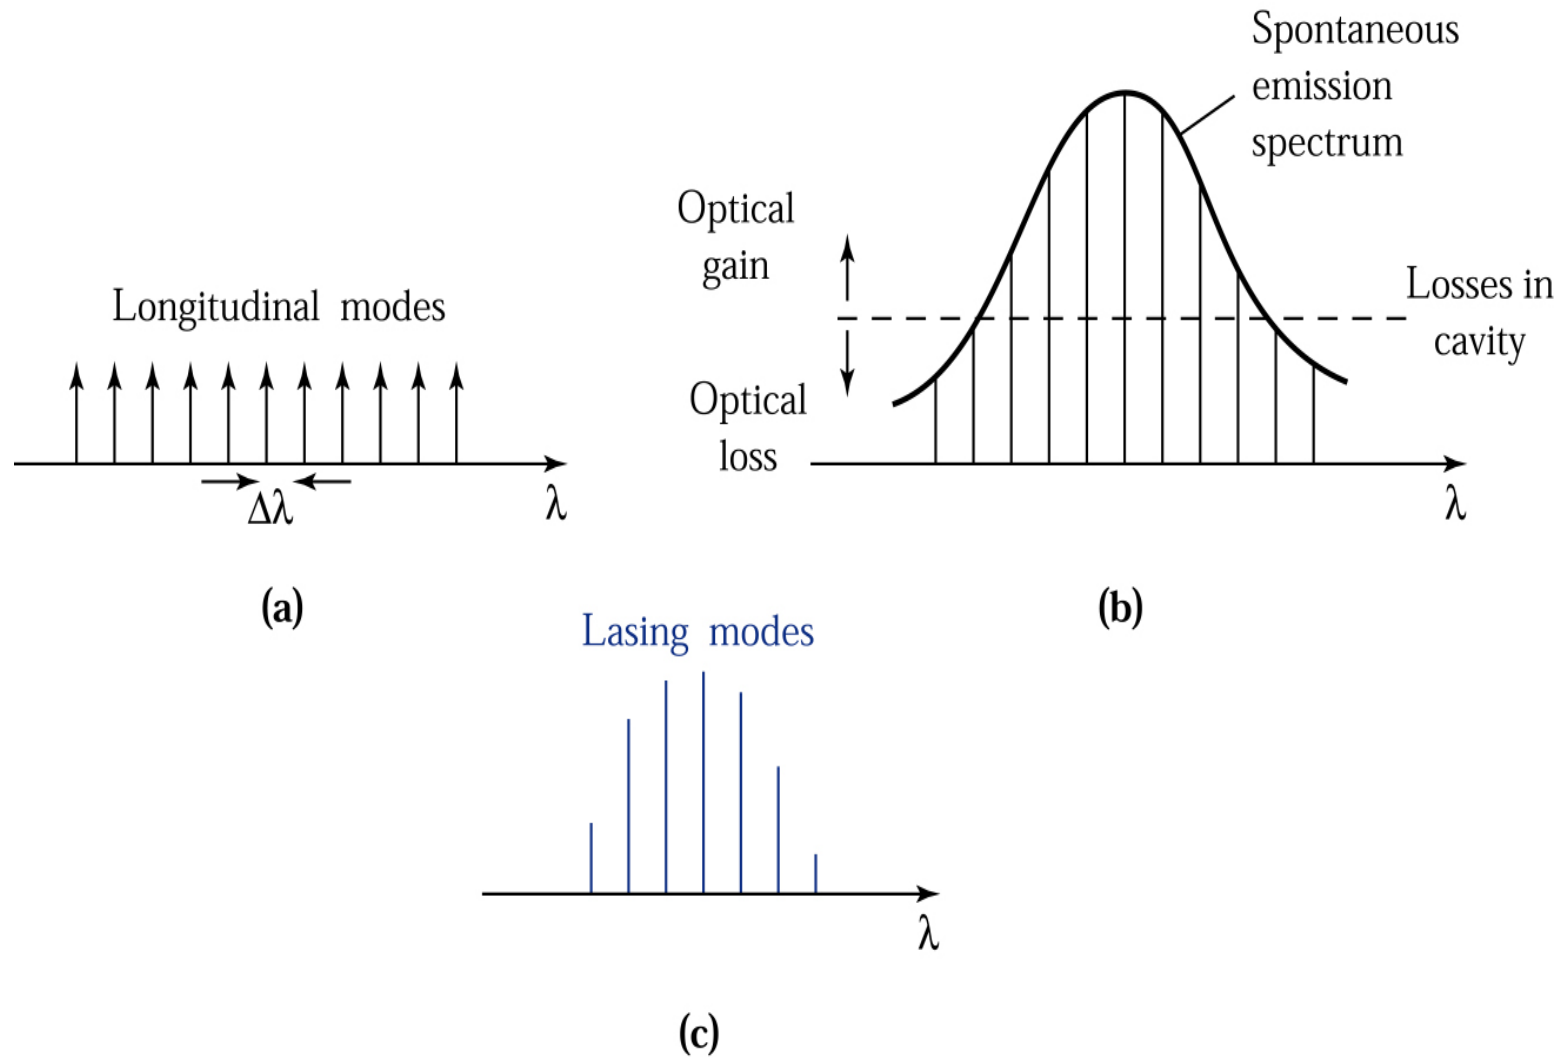 Longitudinal modes
Δλ
λ
(a)
Spontaneous
emission
spectrum
Optical
gain
Losses in
cavity
Optical
loss
λ
(b)
Lasing modes
λ
(c)